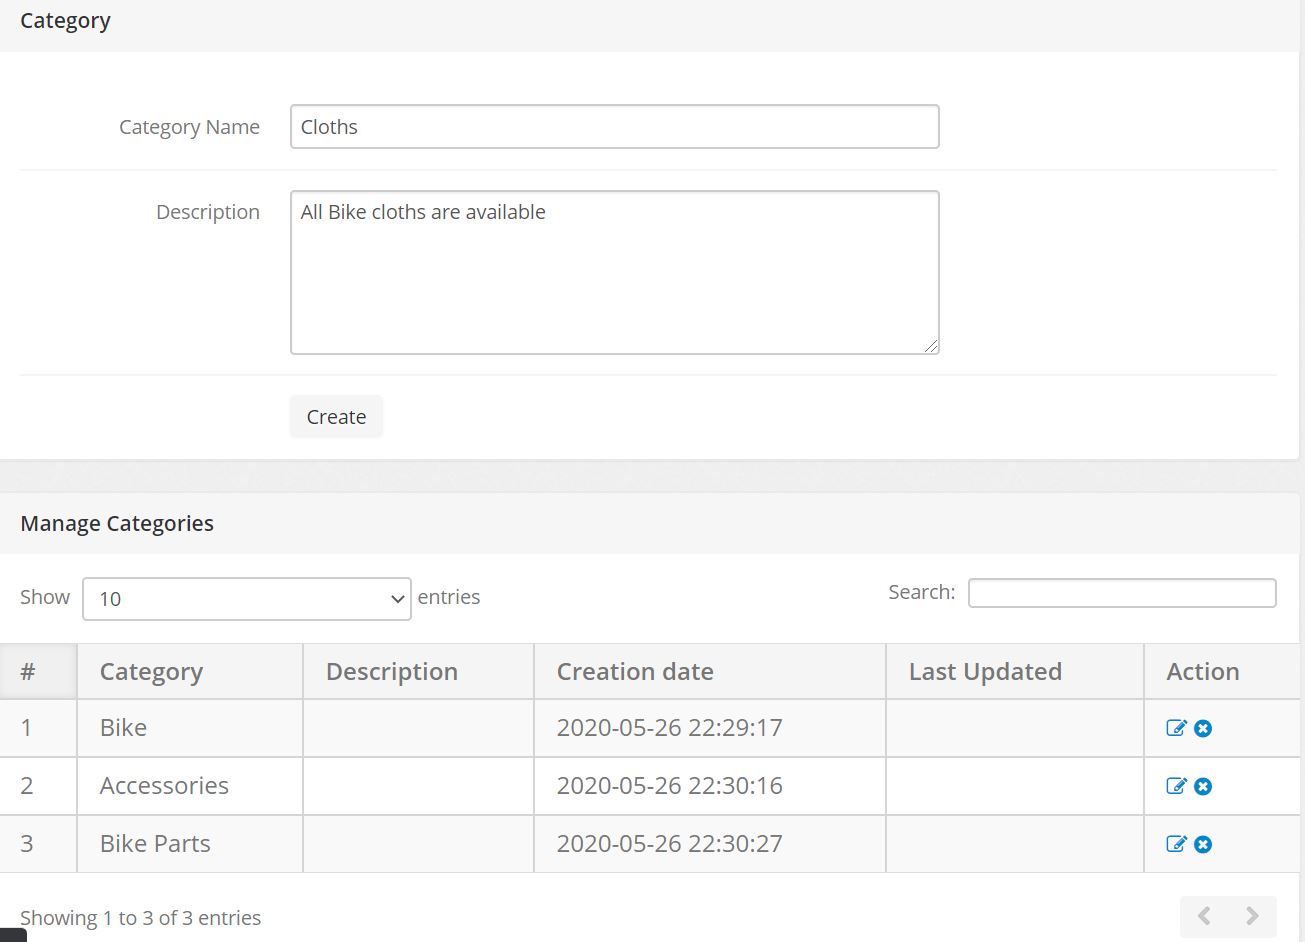 Category
Category Name Cloths
Description All Bike cloths are available
Create
Manage Categories
Show 10 entries Search:
# Category Description Creation date Last Updated Action
1 Bike 2020-05-26 22:29:17
2 Accessories 2020-05-26 22:30:16
3 Bike Parts 2020-05-26 22:30:27
Showing 1 to 3 of 3 entries